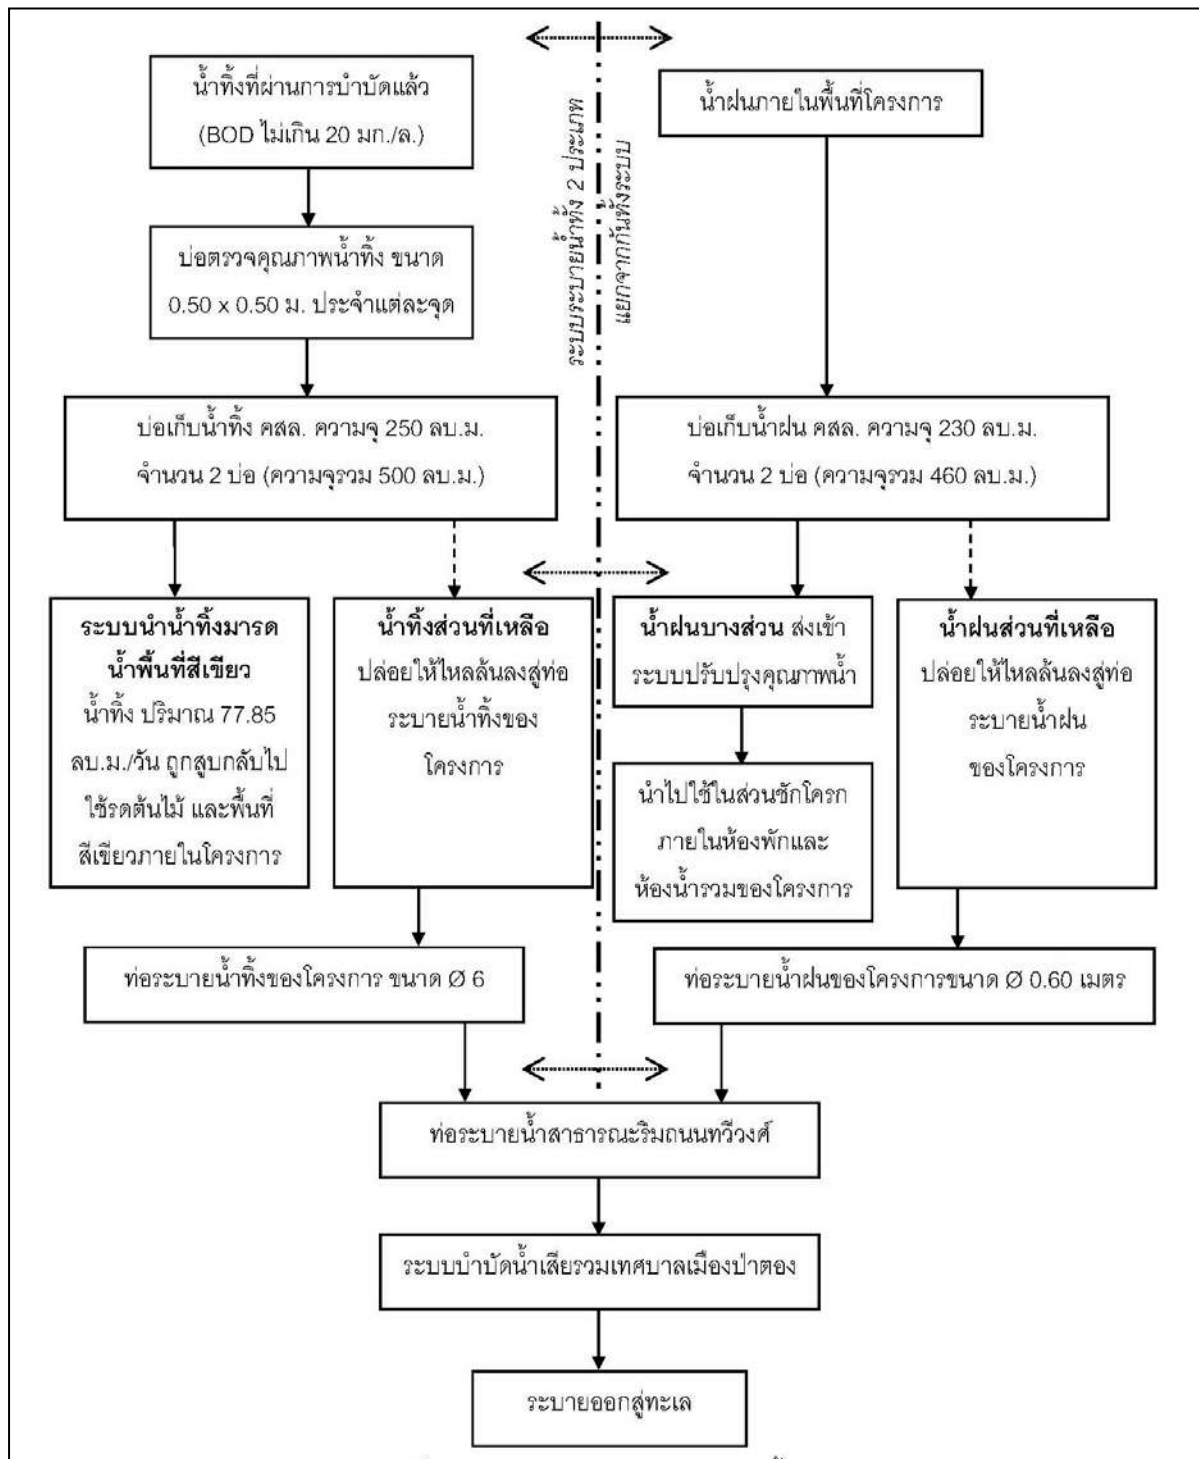 น้ำทิ้งที่ผ่านการบำบัดแล้ว
(BOD ไม่เกิน 20 มก./ล.)
บ่อตรวจคุณภาพน้ำทิ้ง ขนาด
0.50 x 0.50 ม. ประจำแต่ละจุด
บ่อเก็บน้ำทิ้ง คสล. ความจุ 250 ลบ.ม.
จำนวน 2 บ่อ (ความจุรวม 500 ลบ.ม.)
ระบบระบายน้ำทิ้ง 2 ประเภท
แยกจากกันทั้งระบบ
น้ำฝนภายในพื้นที่โครงการ
บ่อเก็บน้ำฝน คสล. ความจุ 230 ลบ.ม.
จำนวน 2 บ่อ (ความจุรวม 460 ลบ.ม.)
ระบบนำน้ำทิ้งมารด
น้ำพื้นที่สีเขียว
น้ำทิ้ง ปริมาณ 77.85
ลบ.ม./วัน ถูกสูบกลับไป
ใช้รดต้นไม้ และพื้นที่
สีเขียวภายในโครงการ
น้ำทิ้งส่วนที่เหลือ
ปล่อยให้ไหลล้นลงสู่ท่อ
ระบายน้ำทิ้งของ
โครงการ
น้ำฝนบางส่วน ส่งเข้า
ระบบปรับปรุงคุณภาพน้ำ
นำไปใช้ในส่วนชักโครก
ภายในห้องพักและ
ห้องน้ำรวมของโครงการ
น้ำฝนส่วนที่เหลือ
ปล่อยให้ไหลล้นลงสู่ท่อ
ระบายน้ำฝน
ของโครงการ
ท่อระบายน้ำทิ้งของโครงการ ขนาด Ø 6
ท่อระบายน้ำฝนของโครงการขนาด Ø 0.60 เมตร
ท่อระบายน้ำสาธารณะริมถนนทวีวงศ์
ระบบบำบัดน้ำเสียรวมเทศบาลเมืองป่าตอง
ระบายออกสู่ทะเล